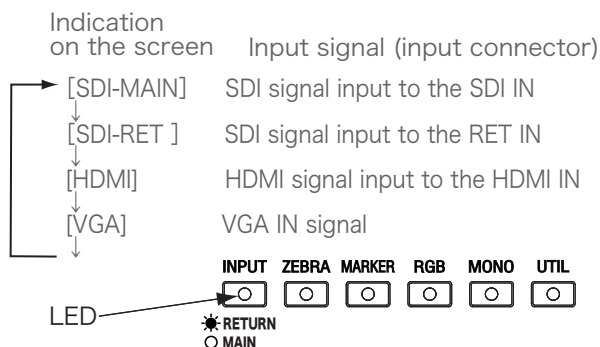 Indication
on the screen Input signal (input connector)
[SDI-MAIN] SDI signal input to the SDI IN
[SDI-RET ] SDI signal input to the RET IN
[HDMI] HDMI signal input to the HDMI IN
[VGA] VGA IN signal
INPUT ZEBRA MARKER RGB MONO UTIL
LED
RETURN
MAIN